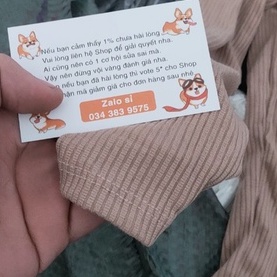 Nếu bạn cảm thấy 1% chưa hài lòng
Vui lòng liên hệ Shop để giải quyết nha.
Ai cũng nên có 1 cơ hội sửa sai mà.
Vậy nên đừng vội vàng đánh giá nha.
Nếu bạn đã hài lòng thì vote 5* cho Shop
nhận mã giảm giá cho đơn hàng sau nhé
Zalo sỉ
034 383 9575